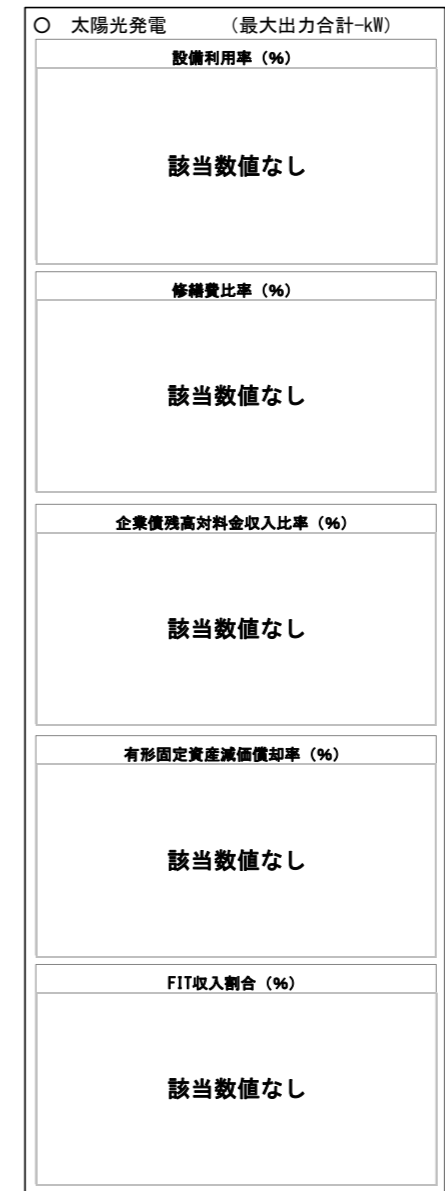 ○ 太陽光発電 （最大出力合計-kW）
設備利用率（%）
該当数値なし
修繕費比率（%）
該当数値なし
企業債残高対料金収入比率（%）
該当数値なし
有形固定資産減価償却率（%）
該当数値なし
FIT収入割合（%）
該当数値なし